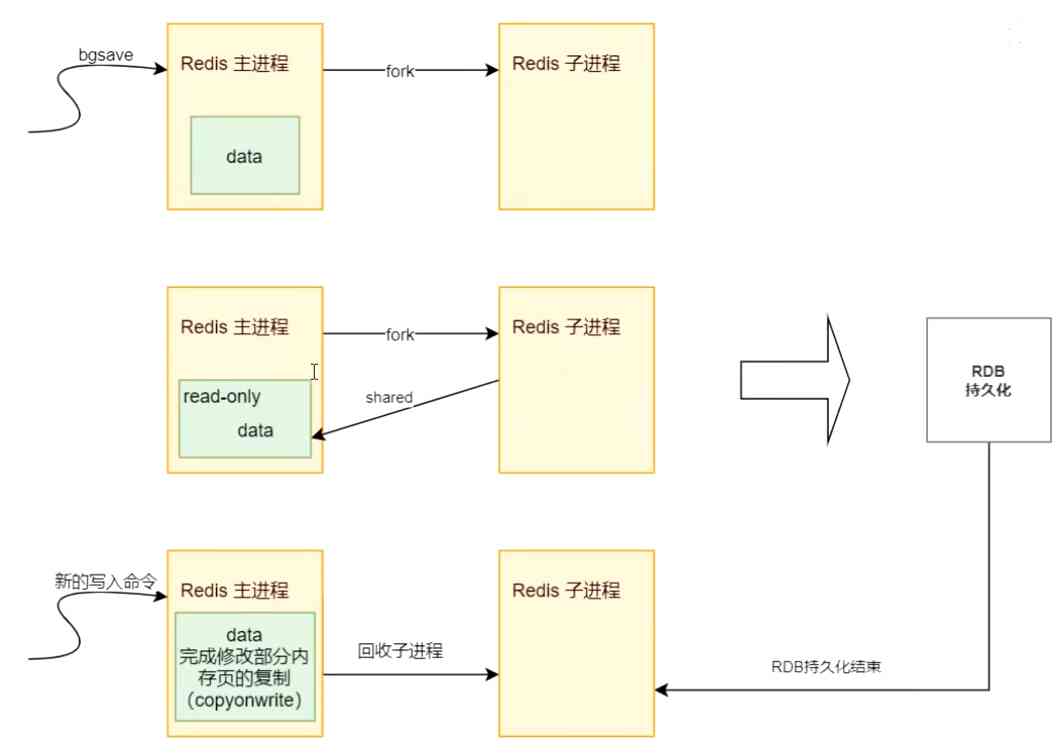 bgsave
Redis 主进程
fork
Redis 子进程
data
Redis 主进程
fork
Redis 子进程
read-only
data
shared
RDB
持久化
新的写入命令
Redis 主进程
Redis 子进程
data
完成修改部分内
存页的复制
（copyonwrite）
回收子进程
RDB持久化结束